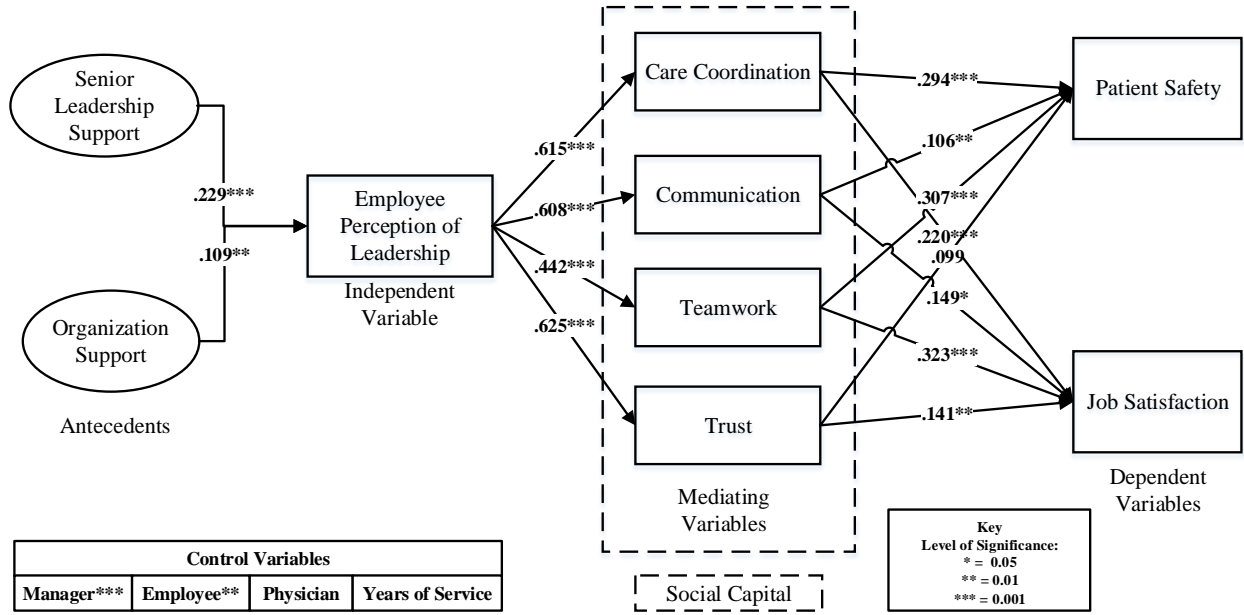 Senior
Leadership
Support
.229***
.109**
Organization
Support
Antecedents
Employee
Perception of
Leadership
Independent
Variable
.615***
.608***
.442***
.625***
Care Coordination
Communication
Teamwork
Trust
Mediating
Variables
.294***
.106**
.307***
.220***
.099
.149*
.323***
.141**
Patient Safety
Job Satisfaction
Dependent
Variables
Control Variables
Manager*** Employee** Physician Years of Service
Social Capital
Key
Level of Significance:
* = 0.05
** = 0.01
*** = 0.001